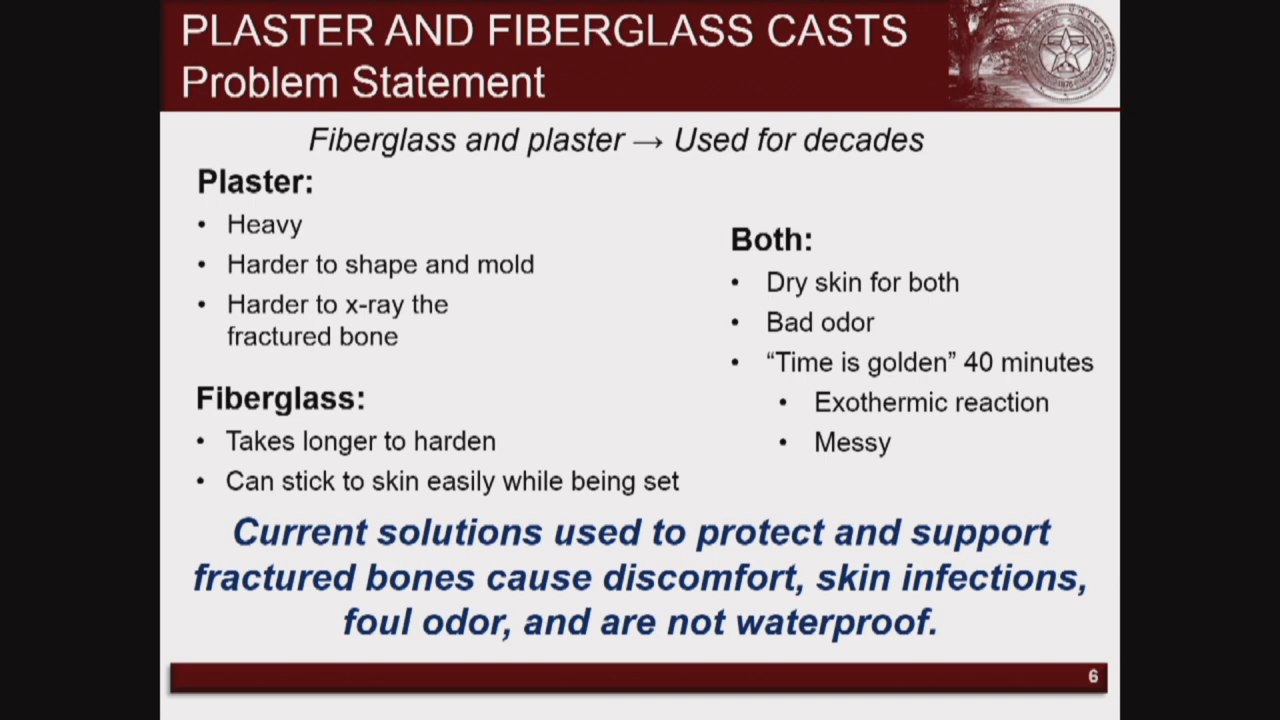 PLASTER AND FIBERGLASS CASTS
Problem Statement
Fiberglass and plaster → Used for decades
Plaster:
• Heavy
• Harder to shape and mold
• Harder to x-ray the
fractured bone
Fiberglass:
• Takes longer to harden
• Can stick to skin easily while being set
Both:
• Dry skin for both
• Bad odor
• “Time is golden” 40 minutes
• Exothermic reaction
• Messy
Current solutions used to protect and support
fractured bones cause discomfort, skin infections,
foul odor, and are not waterproof.
6